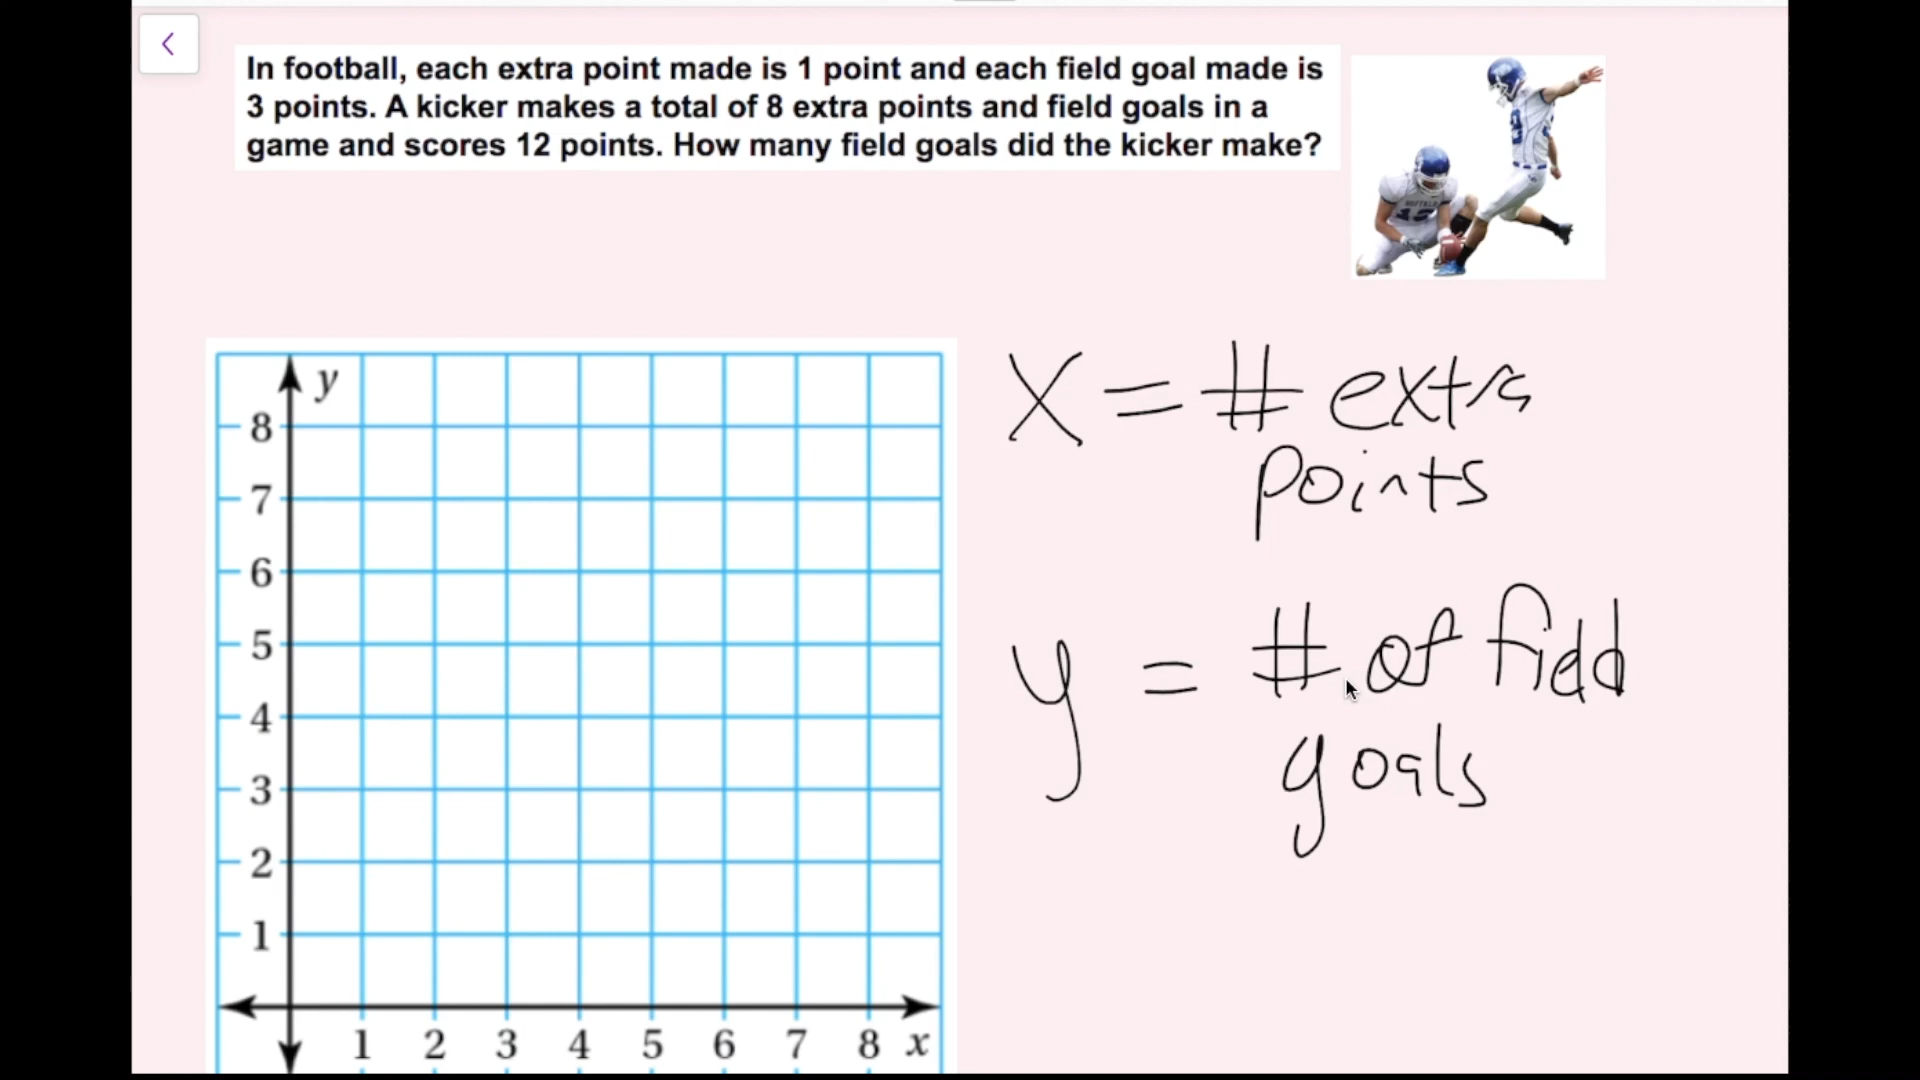 In football, each extra point made is 1 point and each field goal made is
3 points. A kicker makes a total of 8 extra points and field goals in a
game and scores 12 points. How many field goals did the kicker make?
x = # extra
points
y = # of field
goals
y
8
7
6
5
4
3
2
1
1 2 3 4 5 6 7 8 x